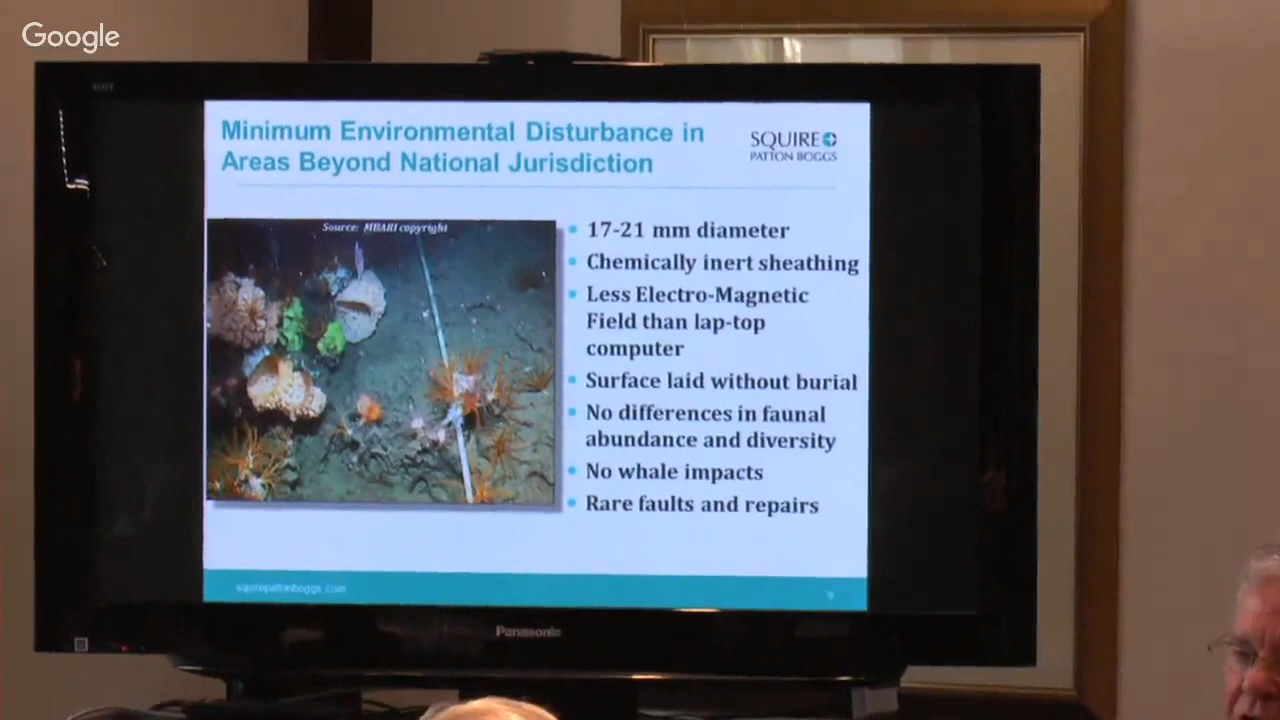 Google
Minimum Environmental Disturbance in
Areas Beyond National Jurisdiction
SQUIRE
PATTON BOGGS
Source: MBARI copyright
17-21 mm diameter
Chemically inert sheathing
Less Electro-Magnetic
Field than lap-top
computer
Surface laid without burial
No differences in faunal
abundance and diversity
No whale impacts
Rare faults and repairs
squirepattonboggs.com
9
Panasonic